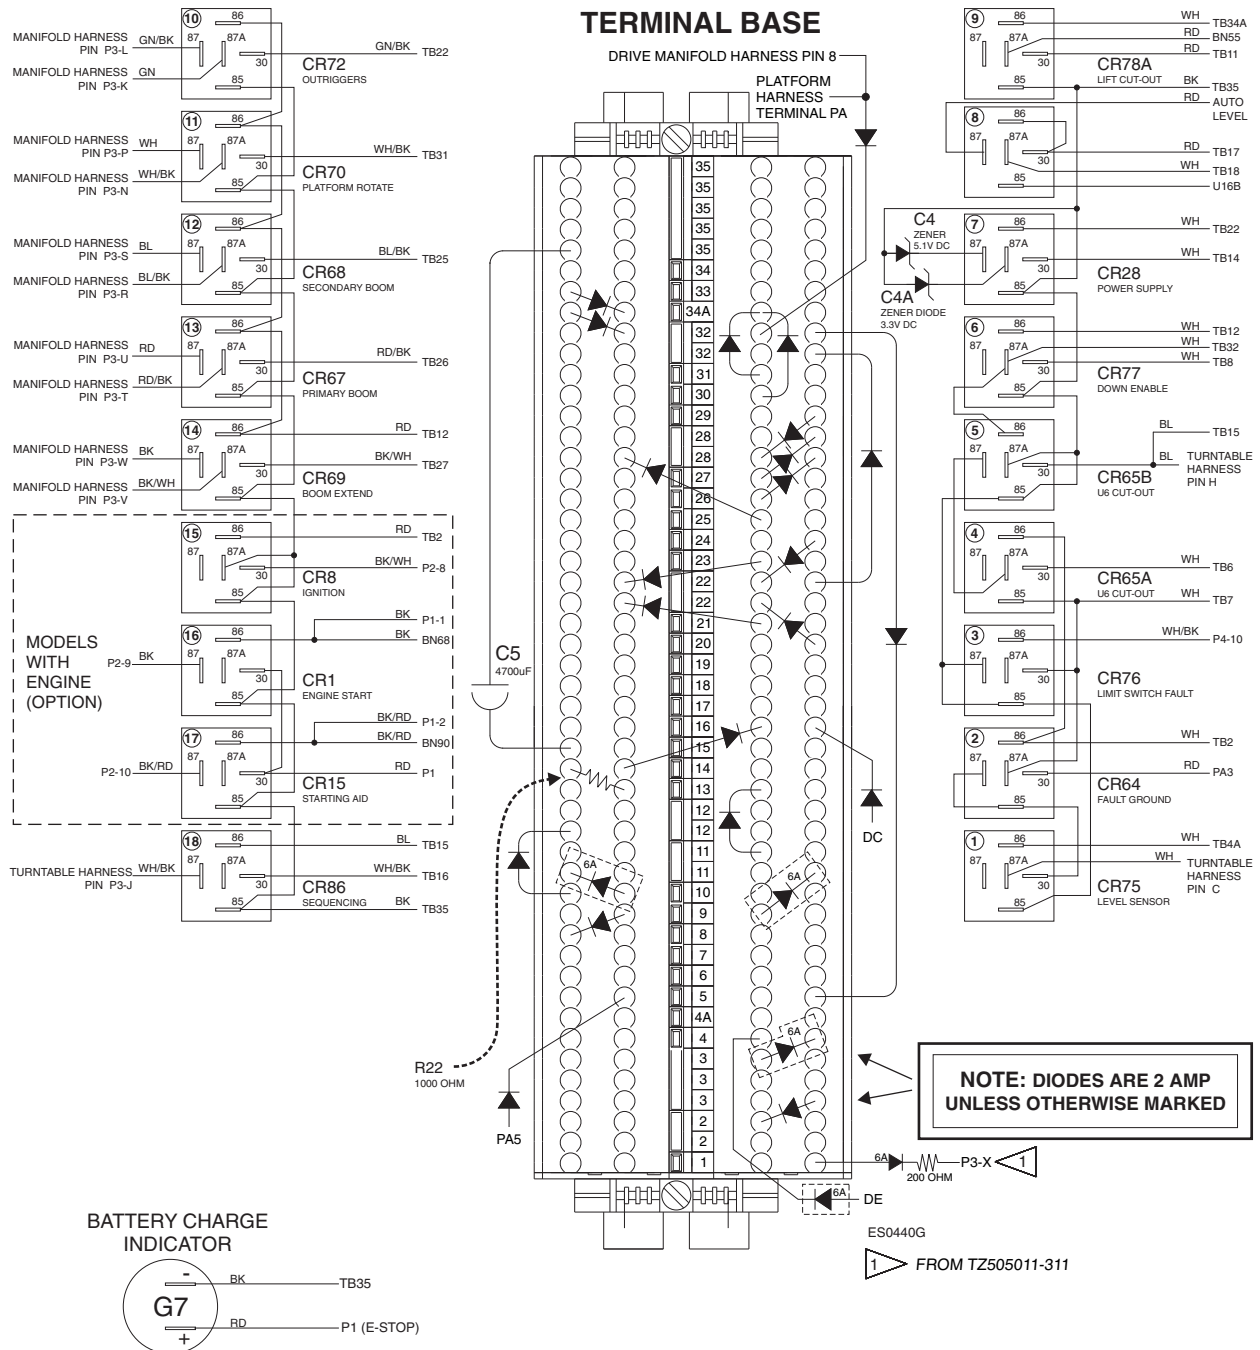 TERMINAL BASE
DRIVE MANIFOLD HARNESS PIN 8
PLATFORM
HARNESS
TERMINAL PA
10
86
87
87A
30
85
MANIFOLD HARNESS
PIN P3-L
GN/BK
MANIFOLD HARNESS
PIN P3-K
GN
GN/BK
TB22
CR72
OUTRIGGERS
11
86
87
87A
30
85
MANIFOLD HARNESS
PIN P3-P
WH
MANIFOLD HARNESS
PIN P3-N
WH/BK
WH/BK
TB31
CR70
PLATFORM ROTATE
12
86
87
87A
30
85
MANIFOLD HARNESS
PIN P3-S
BL
MANIFOLD HARNESS
PIN P3-R
BL/BK
BL/BK
TB25
CR68
SECONDARY BOOM
13
86
87
87A
30
85
MANIFOLD HARNESS
PIN P3-U
RD
MANIFOLD HARNESS
PIN P3-T
RD/BK
RD/BK
TB26
CR67
PRIMARY BOOM
14
86
87
87A
30
85
MANIFOLD HARNESS
PIN P3-W
BK
MANIFOLD HARNESS
PIN P3-V
BK/WH
RD
TB12
BK/WH
TB27
CR69
BOOM EXTEND
MODELS
WITH
ENGINE
(OPTION)
15
86
87
87A
30
85
RD
TB2
BK/WH
P2-8
CR8
IGNITION
16
86
87
87A
30
85
P2-9
BK
BK
P1-1
BK
BN68
CR1
ENGINE START
17
86
87
87A
30
85
P2-10
BK/RD
BK/RD
P1-2
BK/RD
BN90
RD
P1
CR15
STARTING AID
18
86
87
87A
30
85
TURNTABLE HARNESS
PIN P3-J
WH/BK
BL
TB15
WH/BK
TB16
BK
TB35
CR86
SEQUENCING
35
35
35
35
35
34
33
34A
32
32
31
30
29
28
28
27
26
25
24
23
22
22
21
20
19
18
17
16
15
14
13
12
12
11
11
10
9
8
7
6
5
4A
4
3
3
3
2
2
1
C5
4700uF
6A
6A
6A
DC
R22
1000 OHM
PA5
6A
200 OHM
P3-X
1
6A
DE
ES0440G
1
FROM TZ505011-311
9
86
87
87A
30
85
WH
TB34A
RD
BN55
RD
TB11
BK
TB35
CR78A
LIFT CUT-OUT
8
86
87
87A
30
85
RD
AUTO
LEVEL
RD
TB17
WH
TB18
U16B
C4
ZENER
5.1V DC
C4A
ZENER DIODE
3.3V DC
7
86
87
87A
30
85
WH
TB22
WH
TB14
CR28
POWER SUPPLY
6
86
87
87A
30
85
WH
TB12
WH
TB32
WH
TB8
CR77
DOWN ENABLE
5
86
87
87A
30
85
BL
TB15
BL
TURNTABLE
HARNESS
PIN H
CR65B
U6 CUT-OUT
4
86
87
87A
30
85
WH
TB6
WH
TB7
CR65A
U6 CUT-OUT
3
86
87
87A
30
85
WH/BK
P4-10
CR76
LIMIT SWITCH FAULT
2
86
87
87A
30
85
WH
TB2
RD
PA3
CR64
FAULT GROUND
1
86
87
87A
30
85
WH
TB4A
WH
TURNTABLE
HARNESS
PIN C
CR75
LEVEL SENSOR
NOTE: DIODES ARE 2 AMP
UNLESS OTHERWISE MARKED
BATTERY CHARGE
INDICATOR
-
G7
+
BK
TB35
RD
P1 (E-STOP)